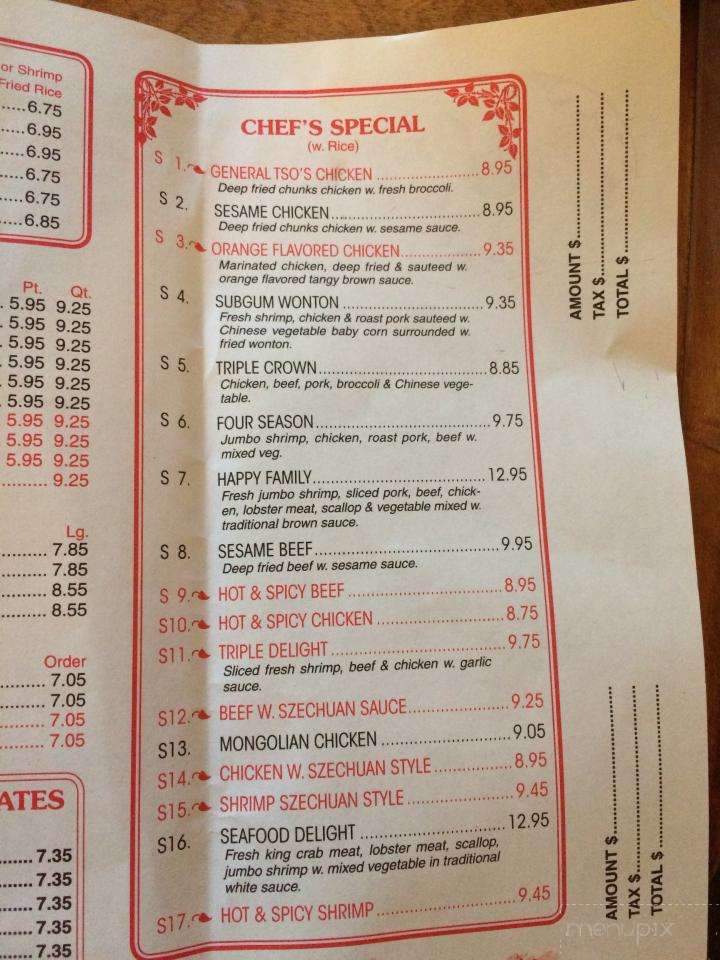 or Shrimp
Fried Rice
.....6.75
.....6.95
.....6.95
.....6.75
.....6.75
.....6.85
Pt. Qt.
. 5.95 9.25
. 5.95 9.25
. 5.95 9.25
. 5.95 9.25
. 5.95 9.25
. 5.95 9.25
. 5.95 9.25
. 5.95 9.25
. 5.95 9.25
.......... 9.25
Lg.
.......... 7.85
.......... 7.85
.......... 8.55
.......... 8.55
Order
.......... 7.05
.......... 7.05
.......... 7.05
.......... 7.05
ATES
....... 7.35
....... 7.35
....... 7.35
....... 7.35
....... 7.35
CHEF'S SPECIAL
(w. Rice)
S 1. GENERAL TSO'S CHICKEN ........................ 8.95
Deep fried chunks chicken w. fresh broccoli.
S 2. SESAME CHICKEN ........................ 8.95
Deep fried chunks chicken w. sesame sauce.
S 3. ORANGE FLAVORED CHICKEN ........................ 9.35
Marinated chicken, deep fried & sauteed w.
orange flavored tangy brown sauce.
S 4. SUBGUM WONTON ........................ 9.35
Fresh shrimp, chicken & roast pork sauteed w.
Chinese vegetable baby corn surrounded w.
fried wonton.
S 5. TRIPLE CROWN ........................ 8.85
Chicken, beef, pork, broccoli & Chinese vege-
table.
S 6. FOUR SEASON ........................ 9.75
Jumbo shrimp, chicken, roast pork, beef w.
mixed veg.
S 7. HAPPY FAMILY ........................ 12.95
Fresh jumbo shrimp, sliced pork, beef, chick-
en, lobster meat, scallop & vegetable mixed w.
traditional brown sauce.
S 8. SESAME BEEF ........................ 9.95
Deep fried beef w. sesame sauce.
S 9. HOT & SPICY BEEF ........................ 8.95
S10. HOT & SPICY CHICKEN ........................ 8.75
S11. TRIPLE DELIGHT ........................ 9.75
Sliced fresh shrimp, beef & chicken w. garlic
sauce.
S12. BEEF W. SZECHUAN SAUCE ........................ 9.25
S13. MONGOLIAN CHICKEN ........................ 9.05
S14. CHICKEN W. SZECHUAN STYLE ........................ 8.95
S15. SHRIMP SZECHUAN STYLE ........................ 9.45
S16. SEAFOOD DELIGHT ........................ 12.95
Fresh king crab meat, lobster meat, scallop,
jumbo shrimp w. mixed vegetable in traditional
white sauce.
S17. HOT & SPICY SHRIMP ........................ 9.45
AMOUNT $........................
TAX $........................
TOTAL $........................
AMOUNT $........................
TAX $........................
TOTAL $........................
menupix